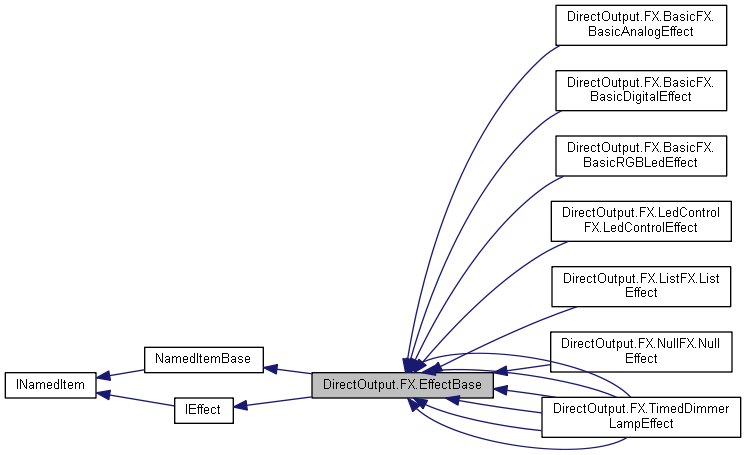 DirectOutput.FX.BasicFX.
BasicAnalogEffect
DirectOutput.FX.BasicFX.
BasicDigitalEffect
DirectOutput.FX.BasicFX.
BasicRGBLedEffect
DirectOutput.FX.LedControl
FX.LedControlEffect
DirectOutput.FX.ListFX.List
Effect
DirectOutput.FX.NullFX.Null
Effect
NamedItemBase
INamedItem
DirectOutput.FX.EffectBase
IEffect
DirectOutput.FX.TimedDimmer
LampEffect